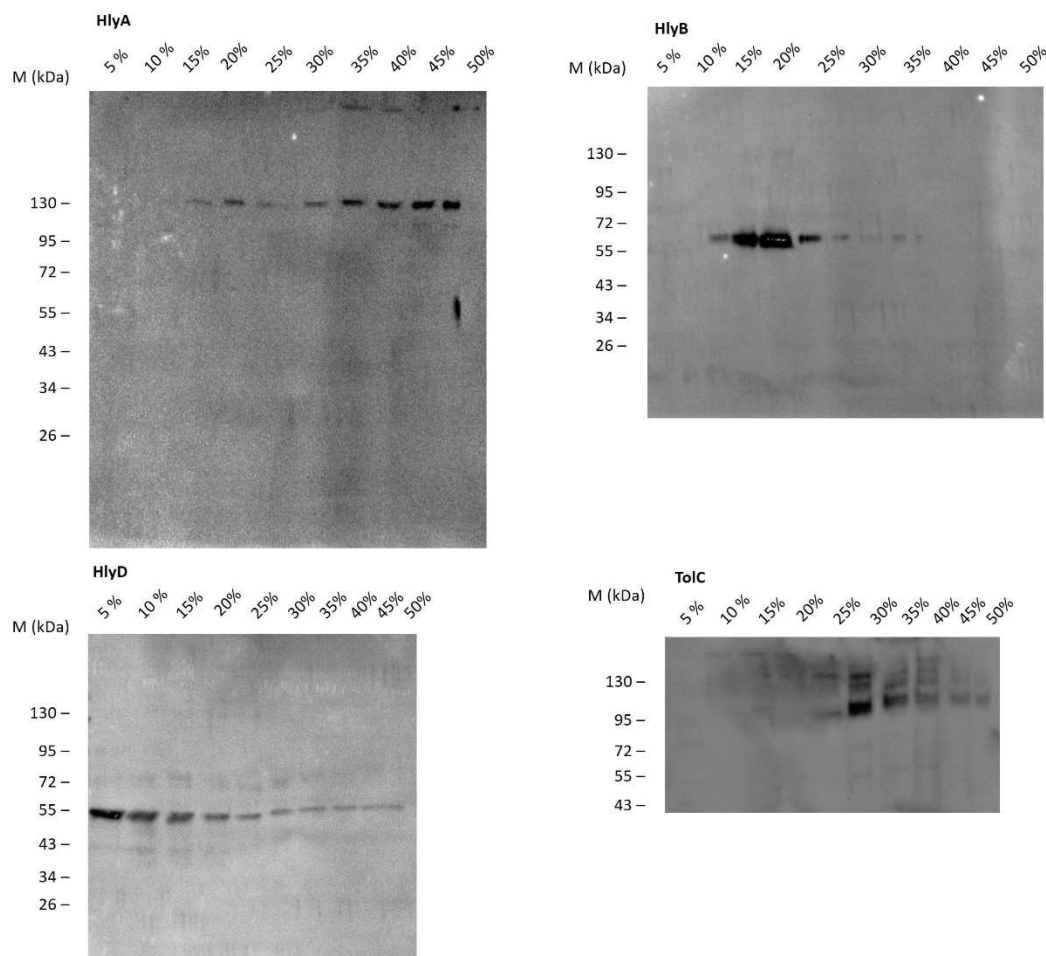 HlyA
5 % 10 % 15% 20% 25% 30% 35% 40% 45% 50%
M (kDa)
130 –
95 –
72 –
55 –
43 –
34 –
26 –
HlyB
5 % 10% 15% 20% 25% 30% 35% 40% 45% 50%
M (kDa)
130 –
95 –
72 –
55 –
43 –
34 –
26 –
HlyD
5 % 10 % 15% 20% 25% 30% 35% 40% 45% 50%
M (kDa)
130 –
95 –
72 –
55 –
43 –
34 –
26 –
TolC
5 % 10 % 15% 20% 25% 30% 35% 40% 45% 50%
M (kDa)
130 –
95 –
72 –
55 –
43 –